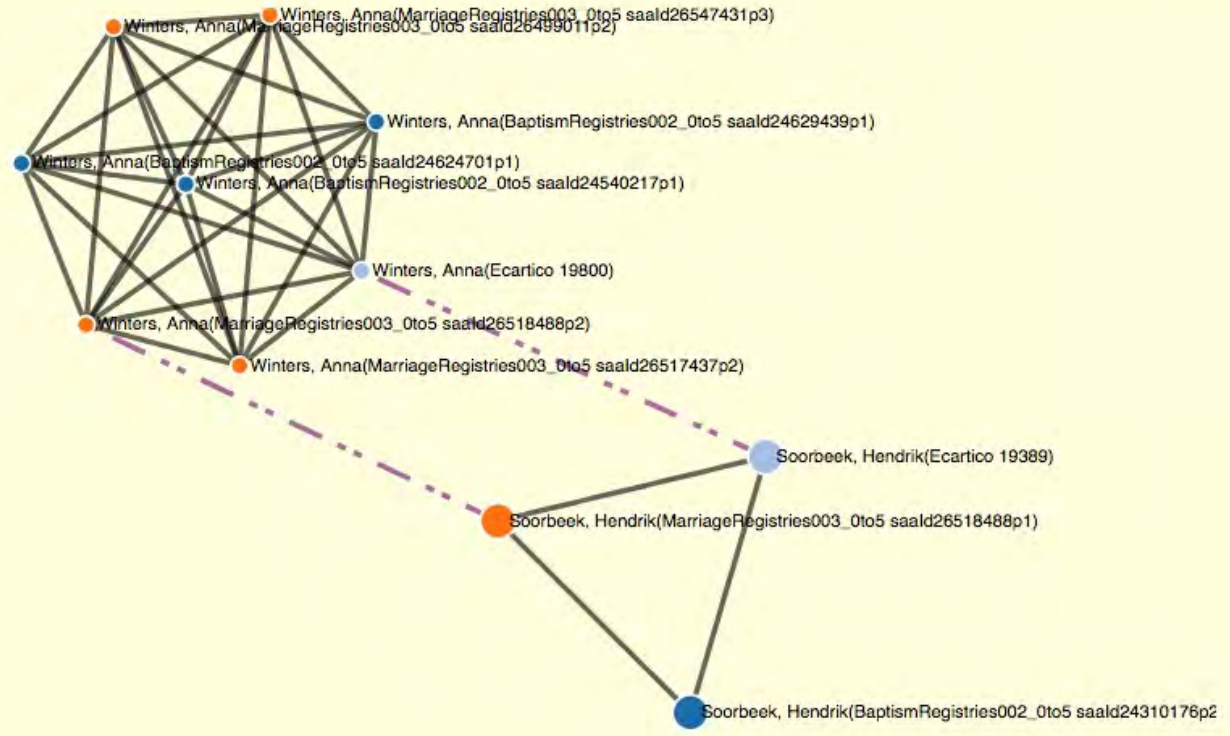 Winters, Anna(MarriageRegistries003_0to5 saaId26547431p3)
Winters, Anna(MarriageRegistries003_0to5 saaId26499011p2)
Winters, Anna(BaptismRegistries002_0to5 saaId24629439p1)
Winters, Anna(BaptismRegistries002_0to5 saaId24624701p1)
Winters, Anna(BaptismRegistries002_0to5 saaId24540217p1)
Winters, Anna(Ecartico 19800)
Winters, Anna(MarriageRegistries003_0to5 saaId26518488p2)
Winters, Anna(MarriageRegistries003_0to5 saaId26517437p2)
Soorbeek, Hendrik(Ecartico 19389)
Soorbeek, Hendrik(MarriageRegistries003_0to5 saaId26518488p1)
Soorbeek, Hendrik(BaptismRegistries002_0to5 saaId24310176p2